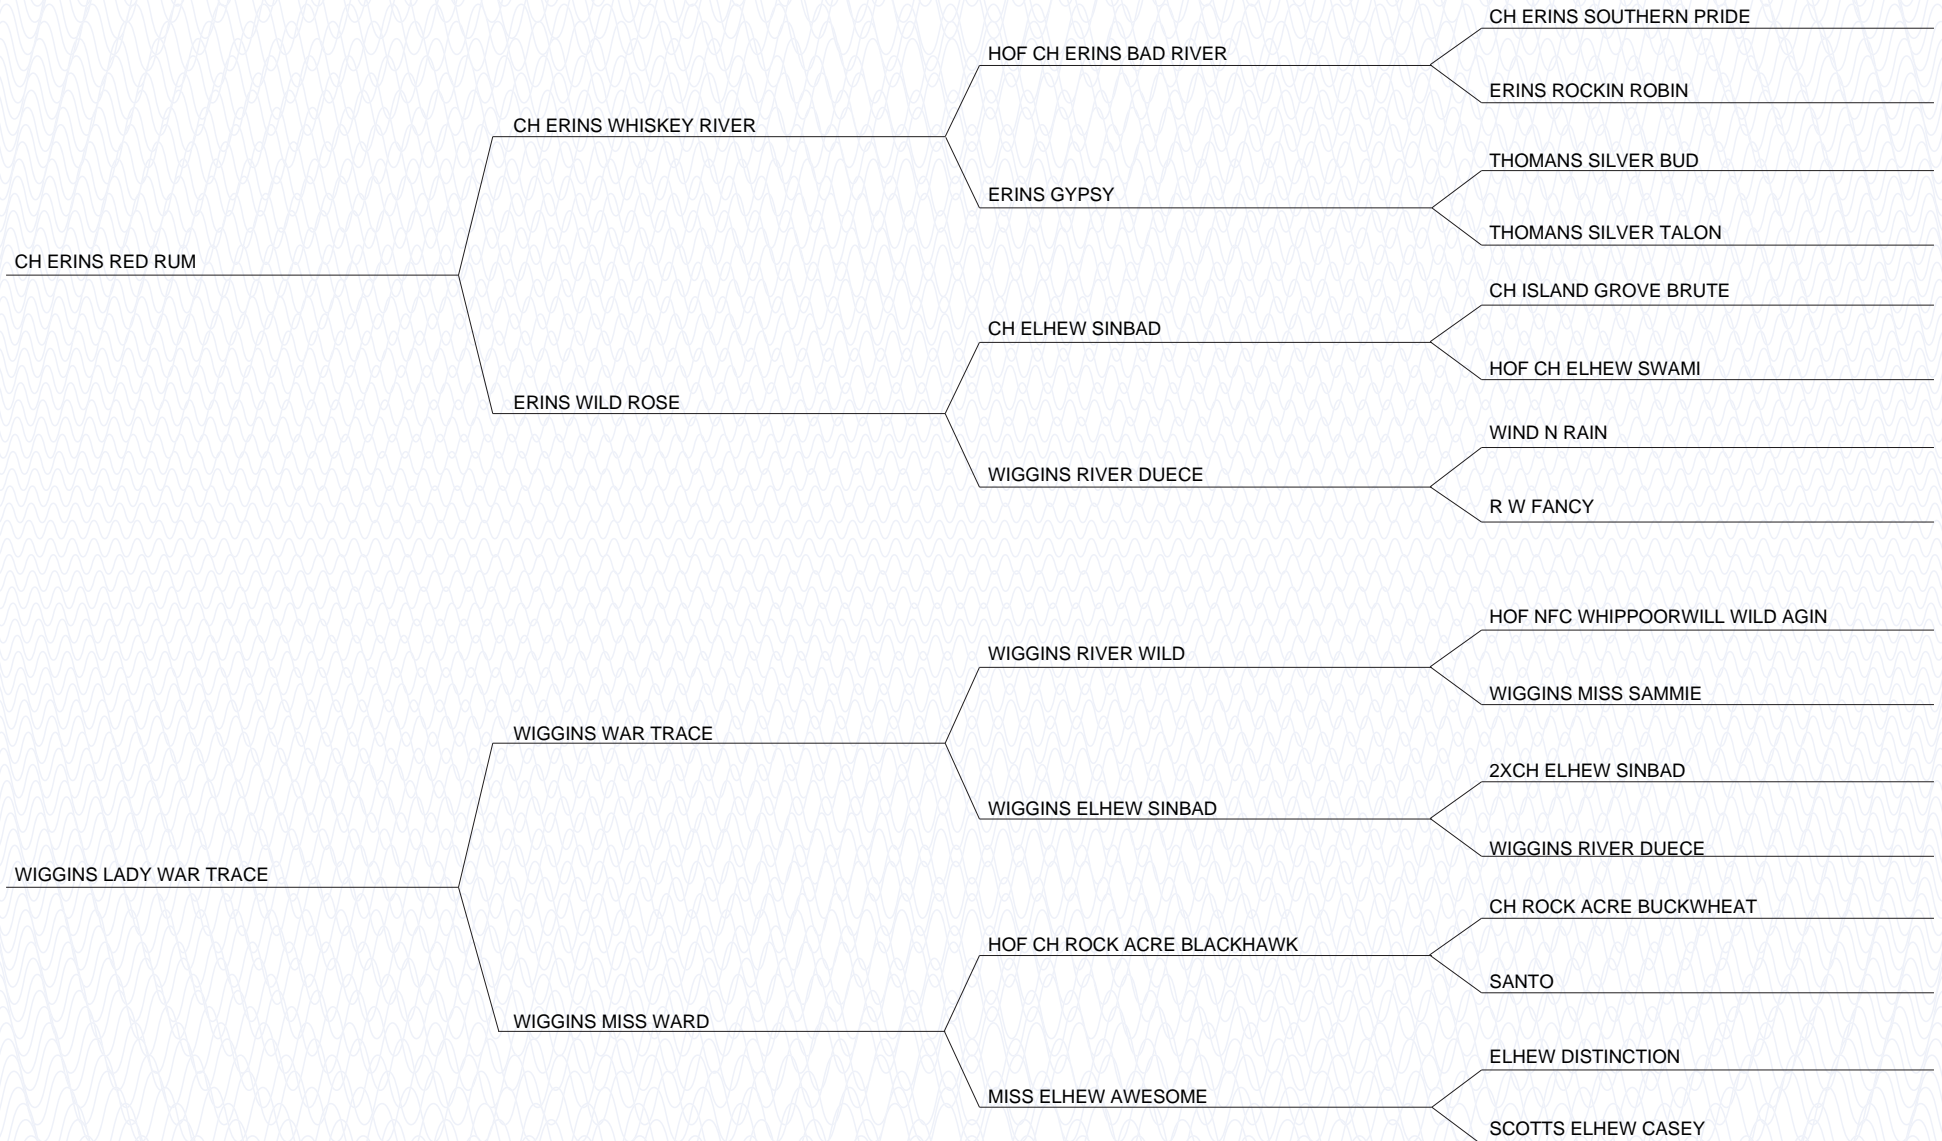 CH ERINS SOUTHERN PRIDE
HOF CH ERINS BAD RIVER
ERINS ROCKIN ROBIN
CH ERINS WHISKEY RIVER
THOMANS SILVER BUD
ERINS GYPSY
THOMANS SILVER TALON
CH ERINS RED RUM
CH ISLAND GROVE BRUTE
CH ELHEW SINBAD
HOF CH ELHEW SWAMI
ERINS WILD ROSE
WIND N RAIN
WIGGINS RIVER DUECE
R W FANCY
HOF NFC WHIPPOORWILL WILD AGIN
WIGGINS RIVER WILD
WIGGINS MISS SAMMIE
WIGGINS WAR TRACE
2XCH ELHEW SINBAD
WIGGINS ELHEW SINBAD
WIGGINS RIVER DUECE
WIGGINS LADY WAR TRACE
CH ROCK ACRE BUCKWHEAT
HOF CH ROCK ACRE BLACKHAWK
SANTO
WIGGINS MISS WARD
ELHEW DISTINCTION
MISS ELHEW AWESOME
SCOTTS ELHEW CASEY